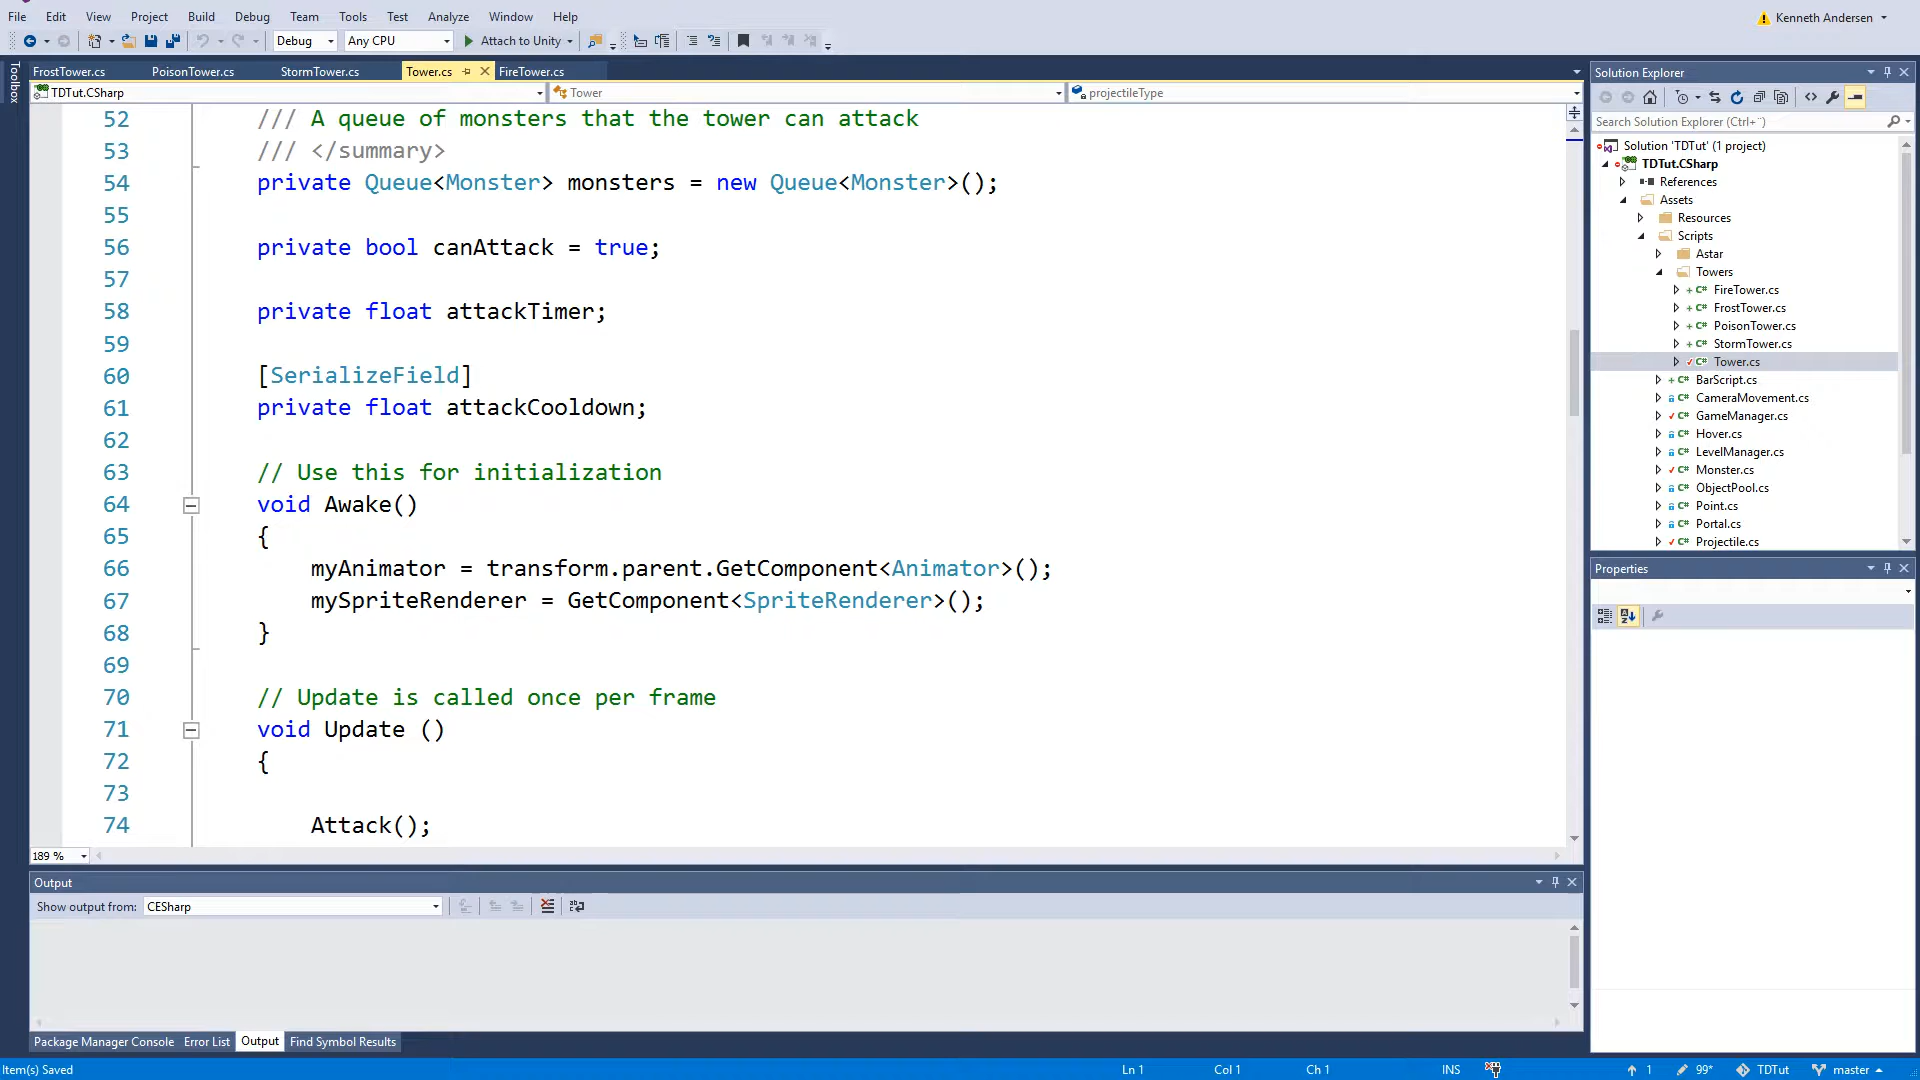 File Edit View Project Build Debug Team Tools Test Analyze Window Help Kenneth Andersen
Debug Any CPU Attach to Unity
Toolbox
FrostTower.cs PoisonTower.cs StormTower.cs Tower.cs FireTower.cs
TDTut.CSharp Tower projectileType
52 /// A queue of monsters that the tower can attack
53 /// </summary>
54 private Queue<Monster> monsters = new Queue<Monster>();
55
56 private bool canAttack = true;
57
58 private float attackTimer;
59
60 [SerializeField]
61 private float attackCooldown;
62
63 // Use this for initialization
64 void Awake()
65 {
66 myAnimator = transform.parent.GetComponent<Animator>();
67 mySpriteRenderer = GetComponent<SpriteRenderer>();
68 }
69
70 // Update is called once per frame
71 void Update ()
72 {
73
74 Attack();
189 %
Output
Show output from: CESharp
Package Manager Console Error List Output Find Symbol Results
Solution Explorer
Search Solution Explorer (Ctrl+¨)
Solution 'TDTut' (1 project)
TDTut.CSharp
References
Assets
Resources
Scripts
Astar
Towers
FireTower.cs
FrostTower.cs
PoisonTower.cs
StormTower.cs
Tower.cs
BarScript.cs
CameraMovement.cs
GameManager.cs
Hover.cs
LevelManager.cs
Monster.cs
ObjectPool.cs
Point.cs
Portal.cs
Projectile.cs
Properties
Item(s) Saved Ln 1 Col 1 Ch 1 INS 1 99* TDTut master